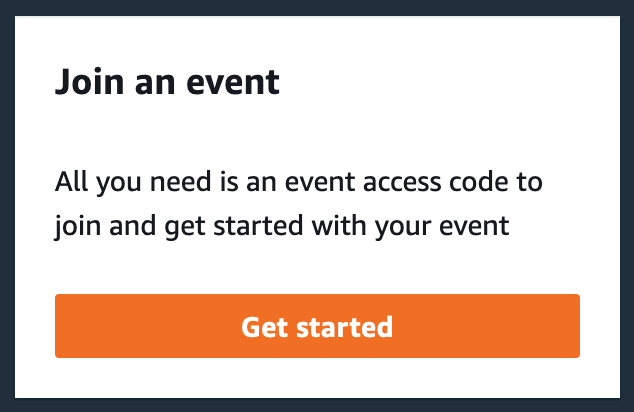 Join an event
All you need is an event access code to
join and get started with your event
Get started